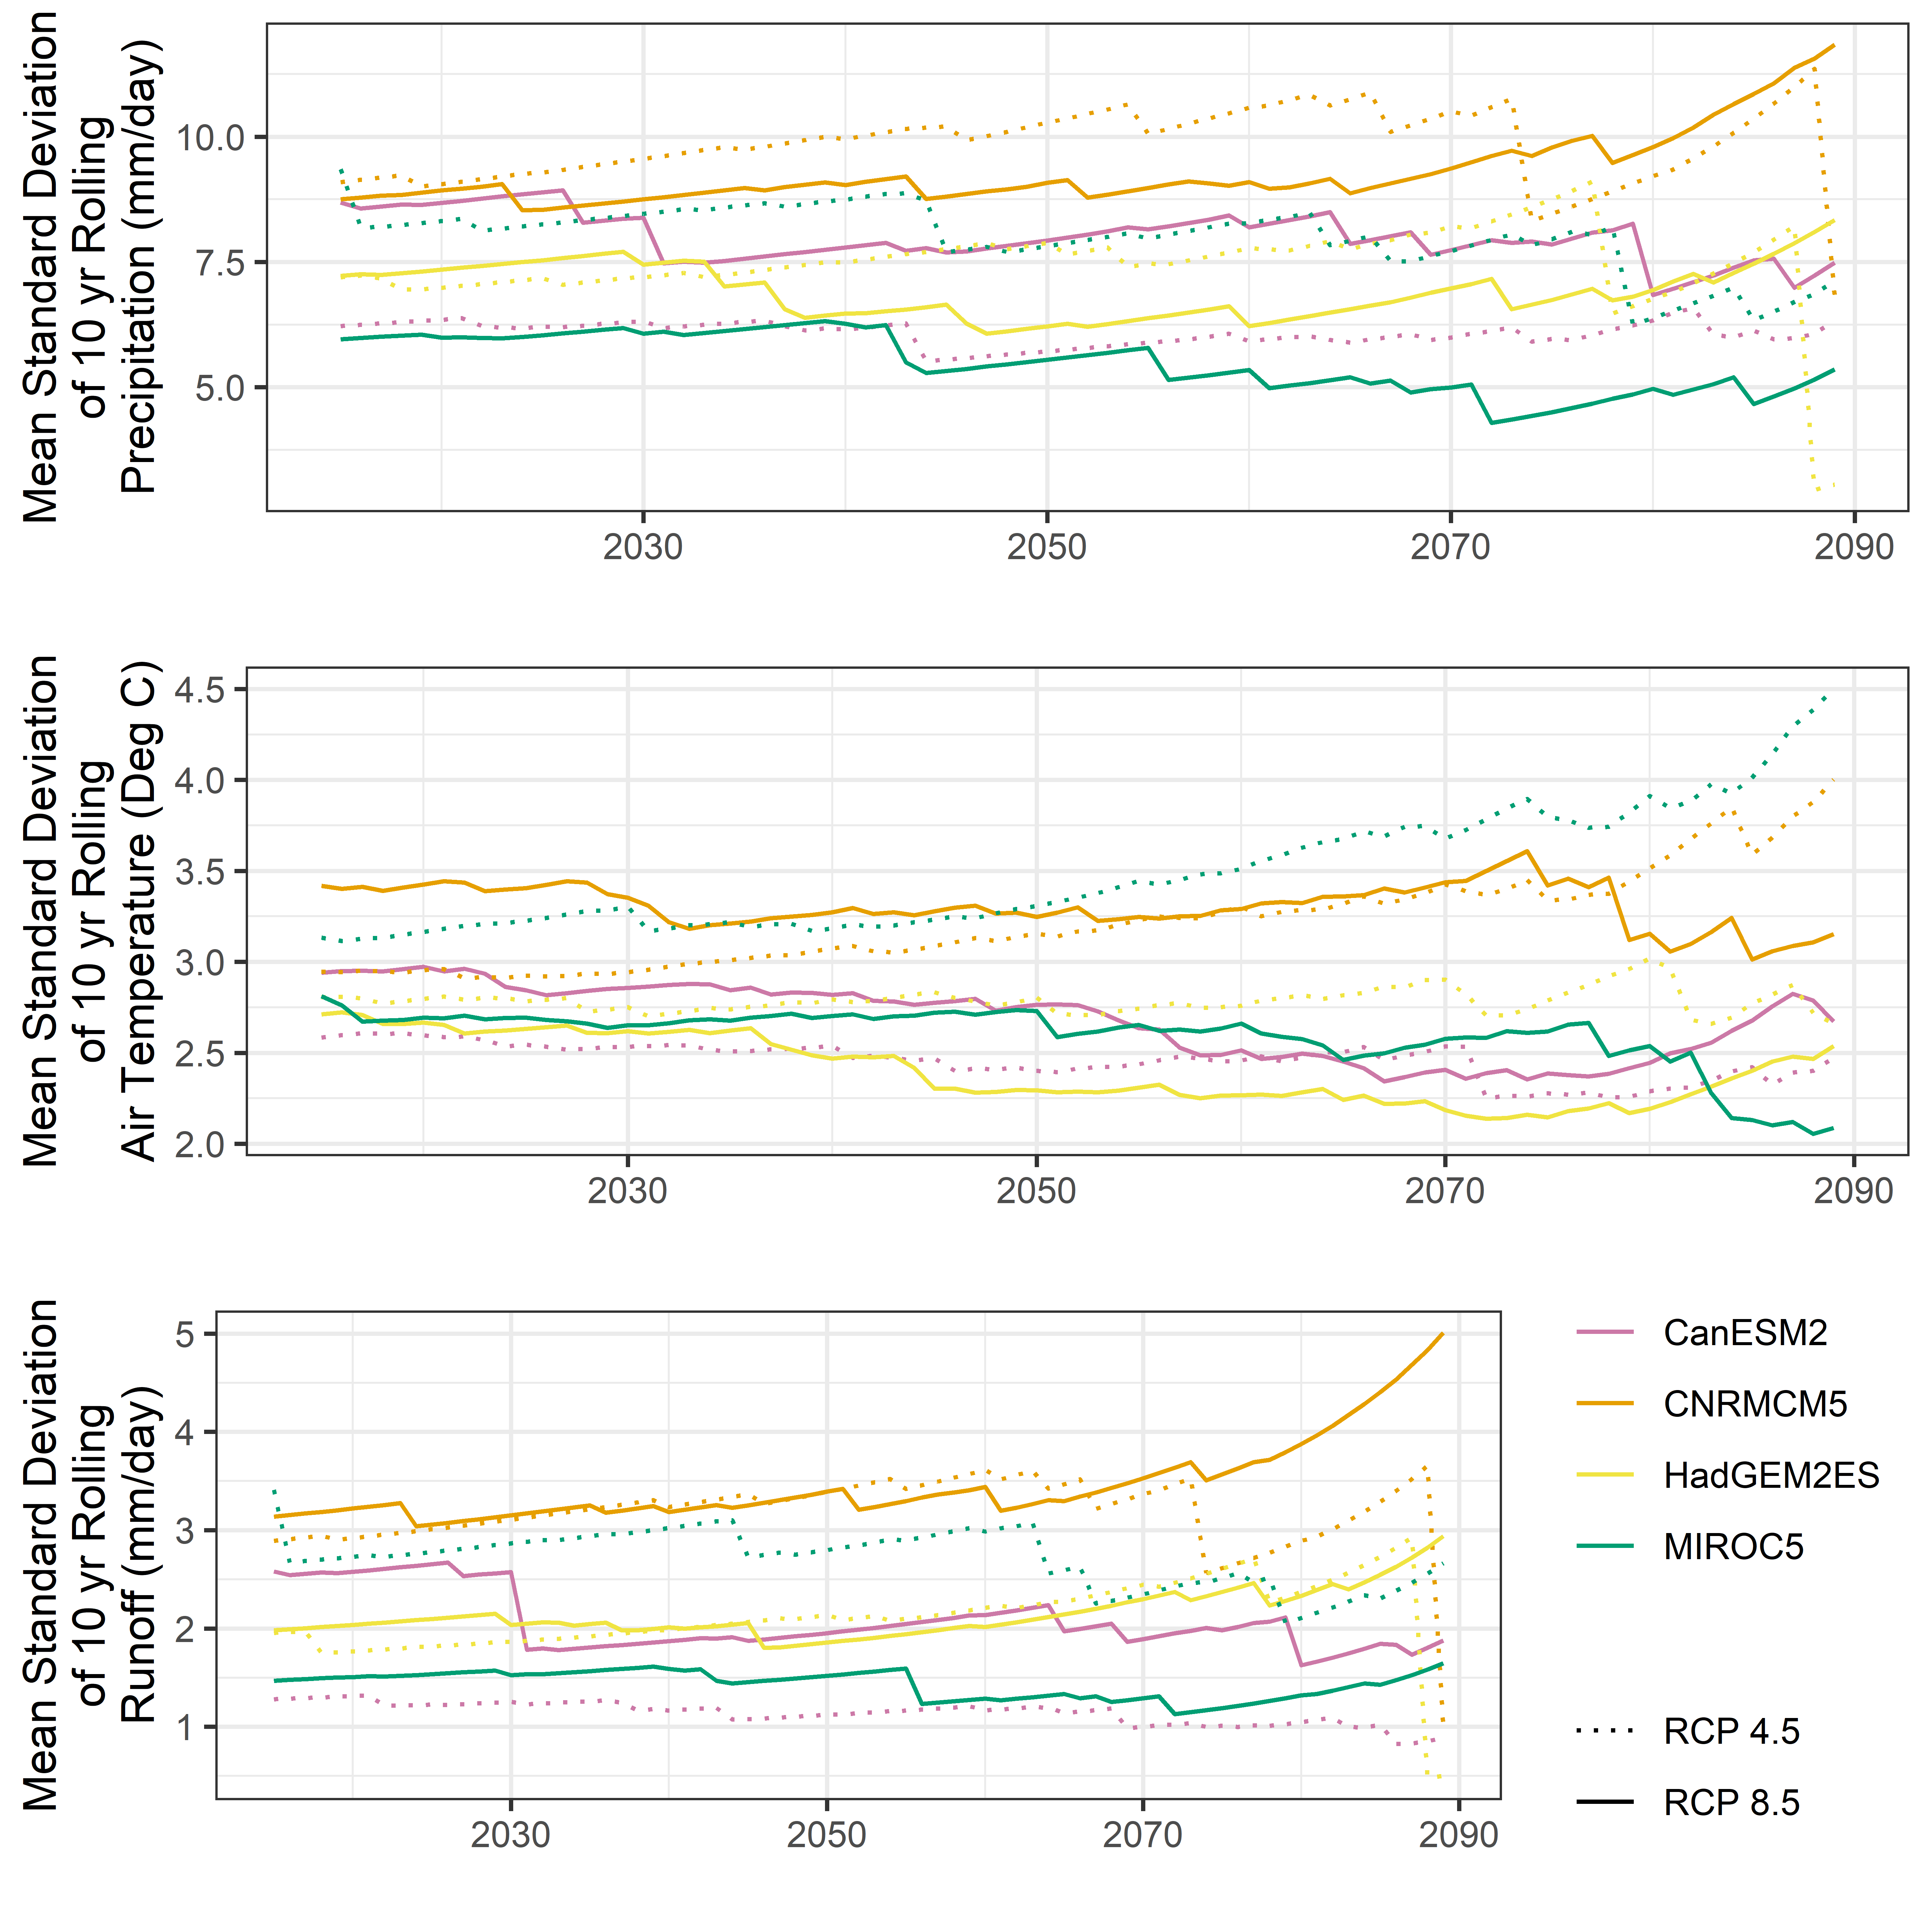 Mean Standard Deviation
of 10 yr Rolling
Precipitation (mm/day)
10.0
7.5
5.0
2030 2050 2070 2090
Mean Standard Deviation
of 10 yr Rolling
Air Temperature (Deg C)
4.5
4.0
3.5
3.0
2.5
2.0
2030 2050 2070 2090
Mean Standard Deviation
of 10 yr Rolling
Runoff (mm/day)
5
4
3
2
1
2030 2050 2070 2090
CanESM2
CNRMCM5
HadGEM2ES
MIROC5
RCP 4.5
RCP 8.5